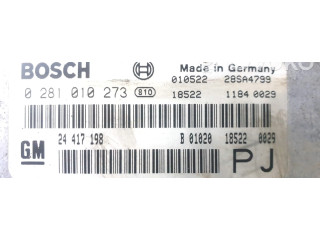 BOSCH Made in Germany
010522 28SA4799
0 281 010 273 810 18522 1184 0029
GM 24 417 198 B 01020 18522 0029
PJ